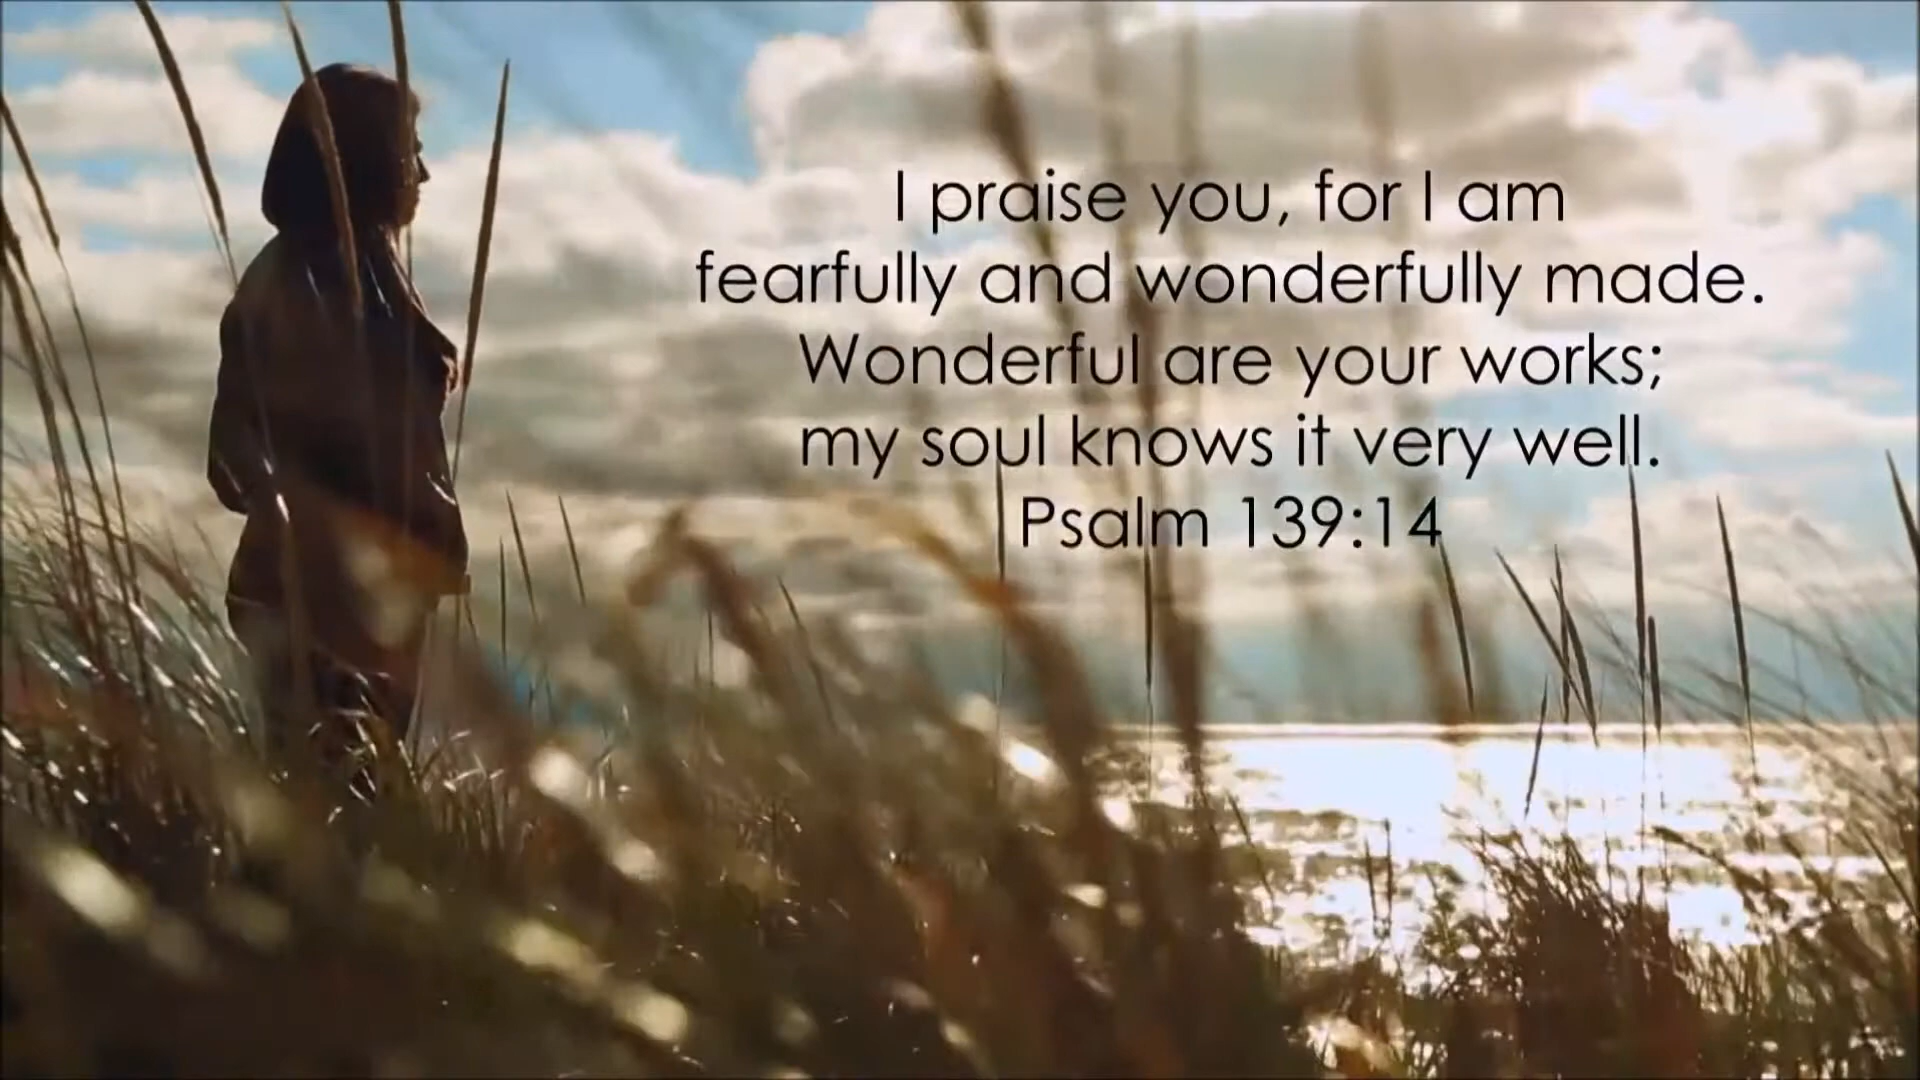 I praise you, for I am
fearfully and wonderfully made.
Wonderful are your works;
my soul knows it very well.
Psalm 139:14